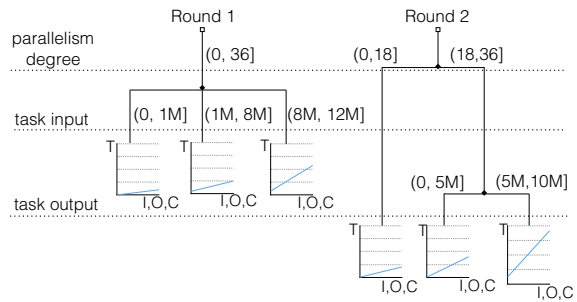 Round 1 Round 2
parallelism degree
(0, 36] (0,18] (18,36]
task input
(0, 1M] (1M, 8M] (8M, 12M]
T T T
I,O,C I,O,C I,O,C
(0, 5M] (5M,10M]
task output
T T T
I,O,C I,O,C I,O,C